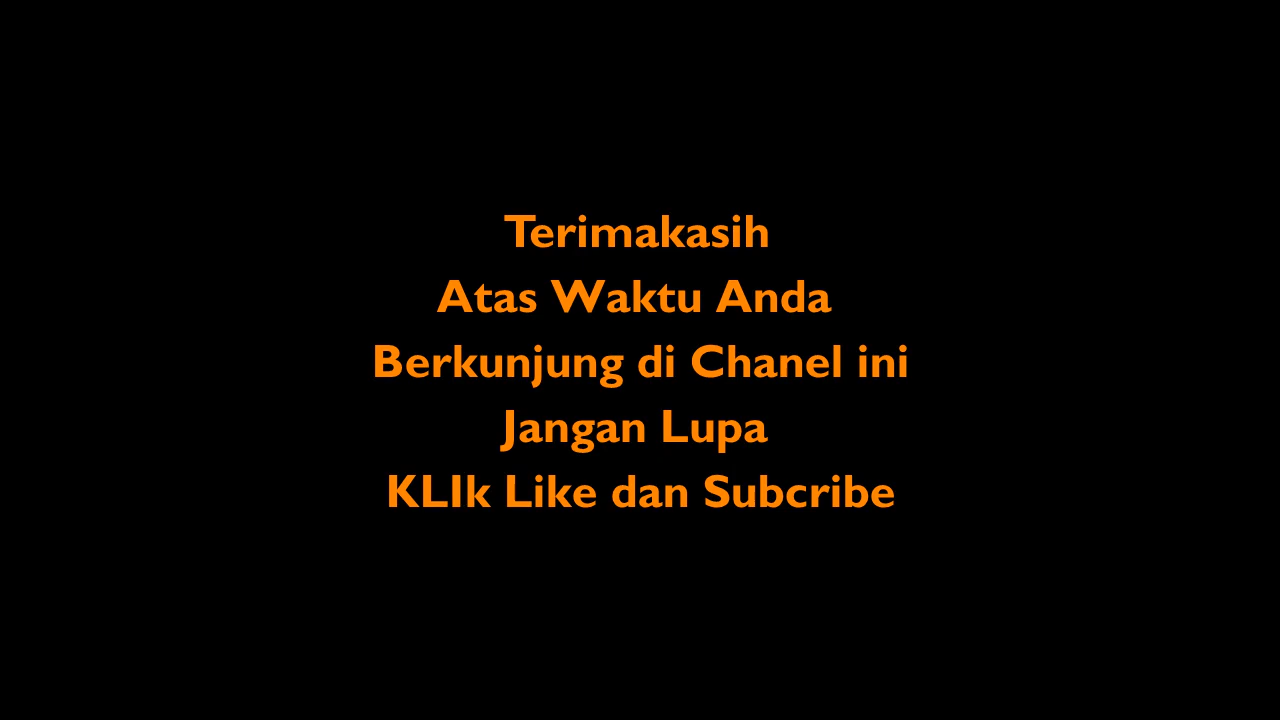 Terimakasih
Atas Waktu Anda
Berkunjung di Chanel ini
Jangan Lupa
KLIk Like dan Subcribe